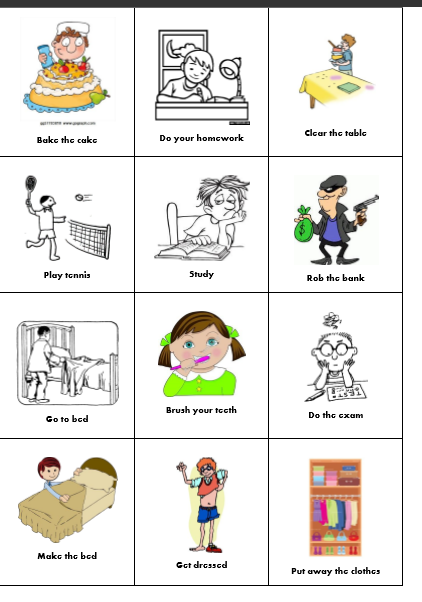 Bake the cake
Do your homework
Clear the table
Play tennis
Study
Rob the bank
Go to bed
Brush your teeth
Do the exam
Make the bed
Get dressed
Put away the clothes